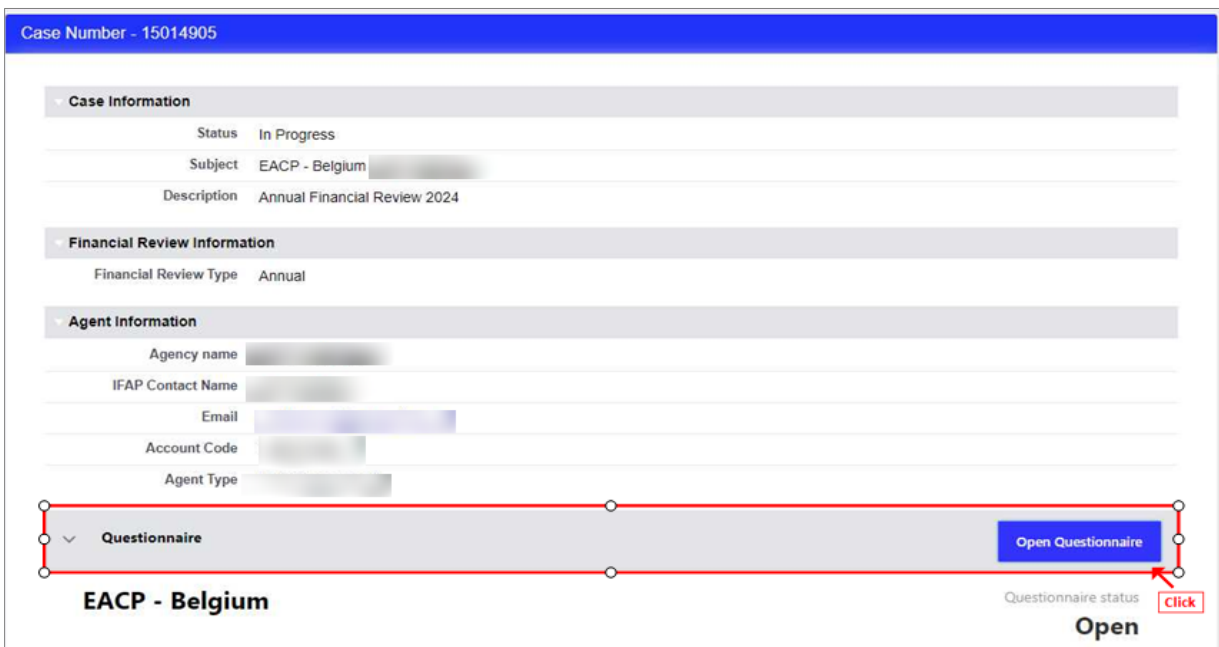 Case Number - 15014905
Case Information
Status In Progress
Subject EACP - Belgium
Description Annual Financial Review 2024
Financial Review Information
Financial Review Type Annual
Agent Information
Agency name
IFAP Contact Name
Email
Account Code
Agent Type
Questionnaire Open Questionnaire
EACP - Belgium
Questionnaire status
Click
Open